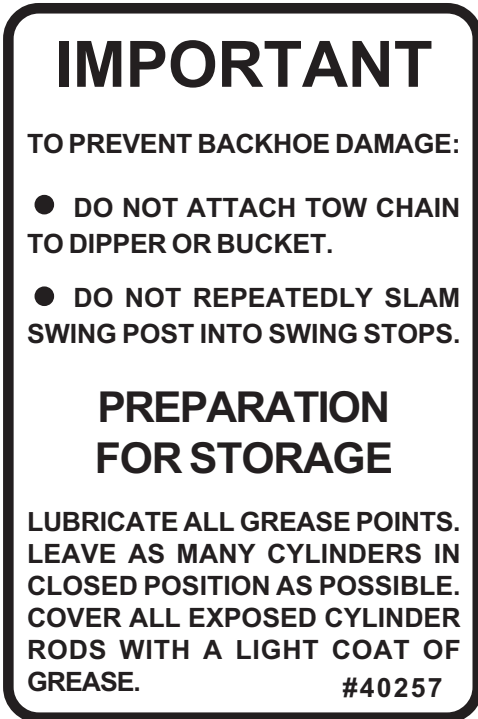 IMPORTANT
TO PREVENT BACKHOE DAMAGE:
● DO NOT ATTACH TOW CHAIN
TO DIPPER OR BUCKET.
● DO NOT REPEATEDLY SLAM
SWING POST INTO SWING STOPS.
PREPARATION
FOR STORAGE
LUBRICATE ALL GREASE POINTS.
LEAVE AS MANY CYLINDERS IN
CLOSED POSITION AS POSSIBLE.
COVER ALL EXPOSED CYLINDER
RODS WITH A LIGHT COAT OF
GREASE. #40257